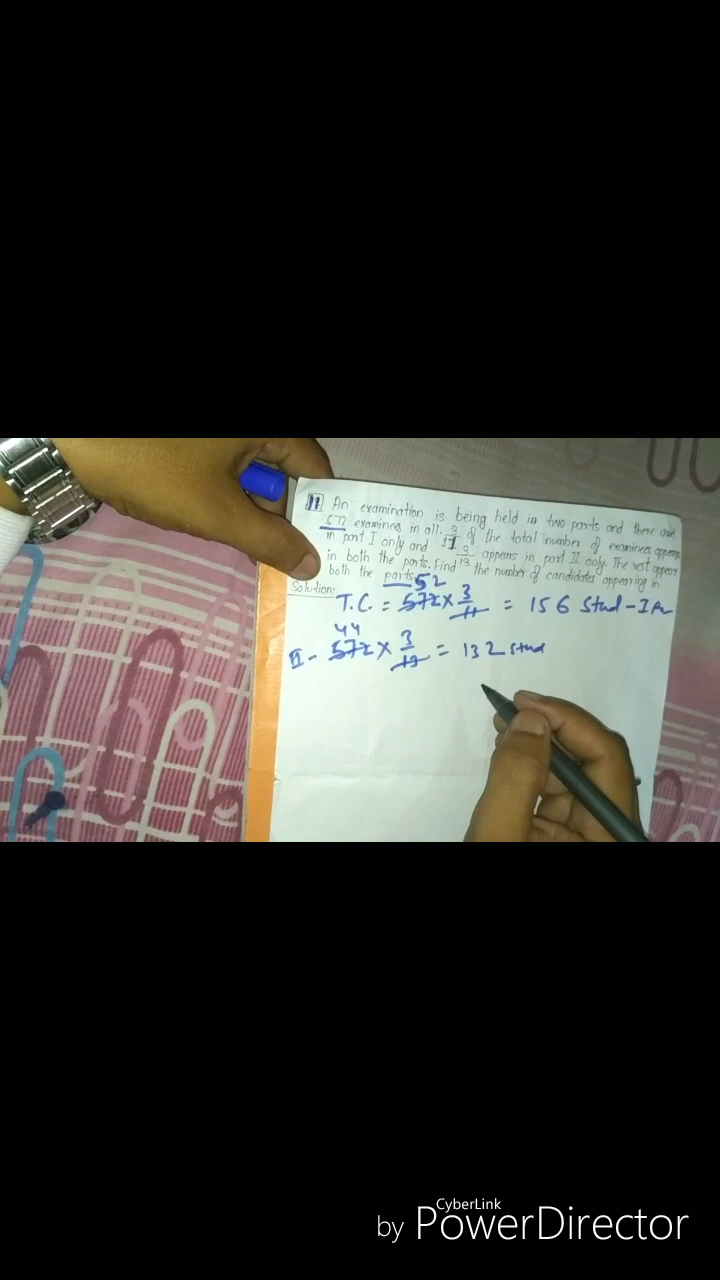 11 An examination is being held in two parts and there are
572 examinees in all. 3/11 of the total number of examinees appears
in part I only and 3/13 appears in part II only. The rest appear
in both the parts. Find the number of candidates appearing in
both the parts.
Solution:
52
T.C. = 572 × 3/11 = 156 Stud - I
44
II - 572 × 3/13 = 132 stud
CyberLink
by PowerDirector